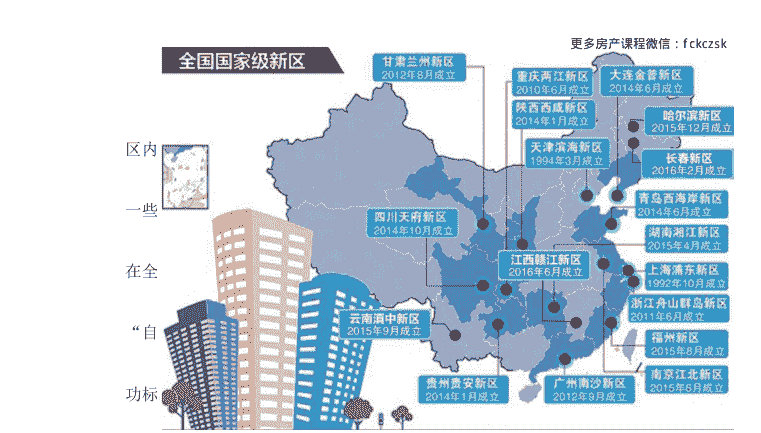 更多房产课程微信：fckczsk
全国国家级新区
甘肃兰州新区
2012年8月成立
重庆两江新区
2010年6月成立
大连金普新区
2014年6月成立
陕西西咸新区
2014年1月成立
哈尔滨新区
2015年12月成立
天津滨海新区
1994年3月成立
长春新区
2016年2月成立
区内
青岛西海岸新区
2014年6月成立
一些
四川天府新区
2014年10月成立
湖南湘江新区
2015年4月成立
江西赣江新区
2016年6月成立
在全
上海浦东新区
1992年10月成立
浙江舟山群岛新区
2011年6月成立
云南滇中新区
2015年9月成立
“自
福州新区
2015年8月成立
南京江北新区
2015年6月成立
贵州贵安新区
2014年1月成立
广州南沙新区
2012年9月成立
功标